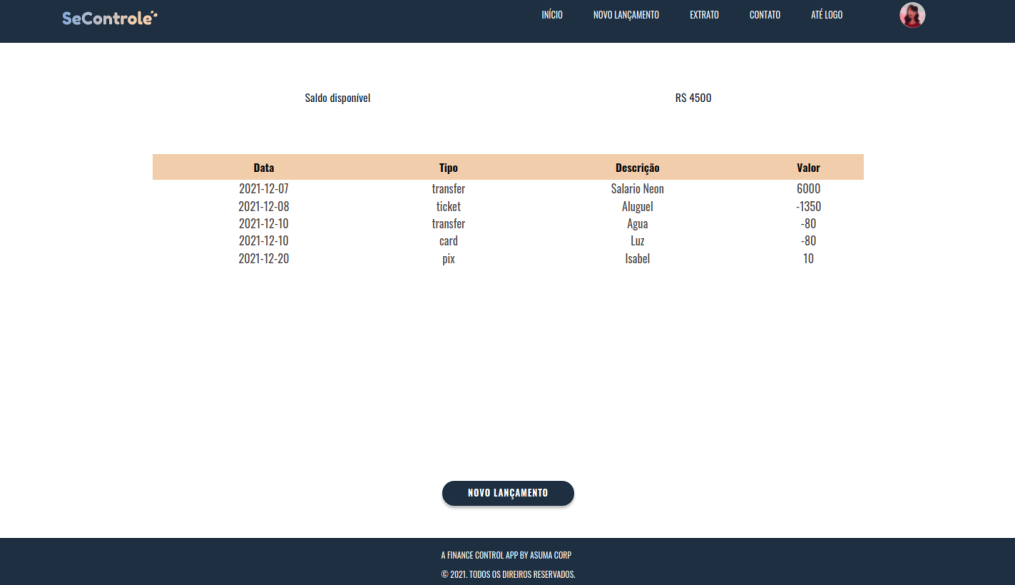 SeControle INÍCIO NOVO LANÇAMENTO EXTRATO CONTATO ATÉ LOGO
Saldo disponível R$ 4500
Data Tipo Descrição Valor
2021-12-07 transfer Salario Neon 6000
2021-12-08 ticket Aluguel -1350
2021-12-10 transfer Agua -80
2021-12-10 card Luz -80
2021-12-20 pix Isabel 10
NOVO LANÇAMENTO
A FINANCE CONTROL APP BY ASUMA CORP
© 2021. TODOS OS DIREIROS RESERVADOS.